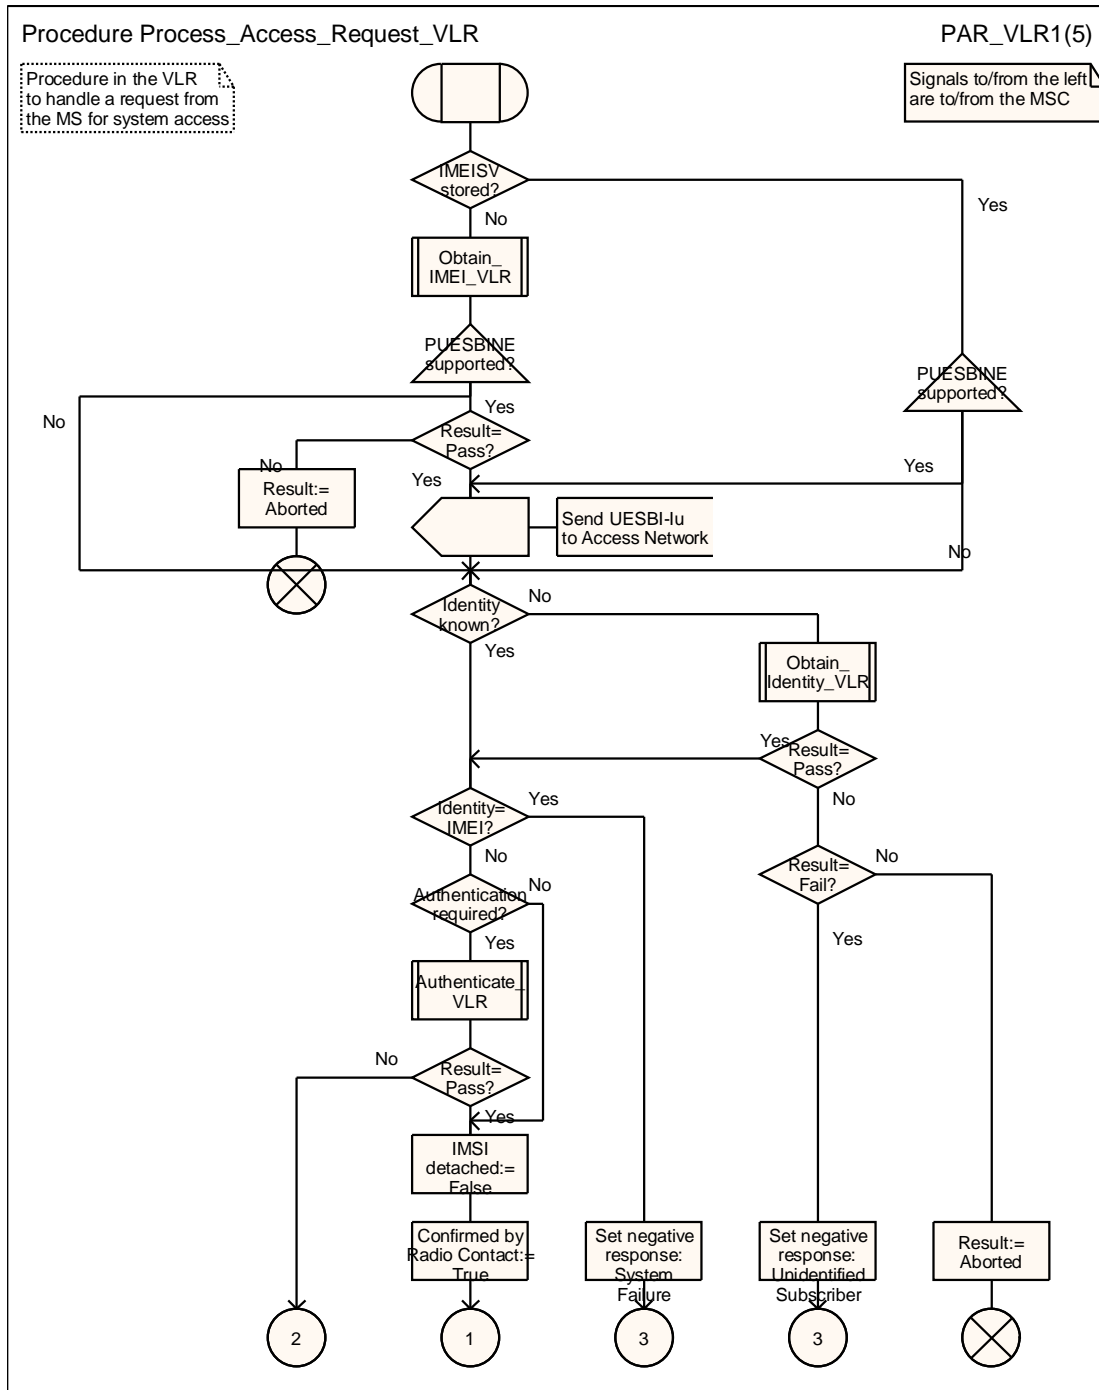 Procedure Process_Access_Request_VLR
PAR_VLR1(5)
Procedure in the VLR
to handle a request from
the MS for system access
Signals to/from the left
are to/from the MSC
IMEISV
stored?
Yes
No
Obtain_
IMEI_VLR
PUESBINE
supported?
PUESBINE
supported?
No
Yes
Result=
Pass?
No
Yes
Yes
Result:=
Aborted
Send UESBI-Iu
to Access Network
No
Identity
known?
No
Yes
Obtain_
Identity_VLR
Yes
Result=
Pass?
No
Identity=
IMEI?
Yes
No
Result=
Fail?
No
Yes
Authentication
required?
No
Yes
Authenticate_
VLR
No
Result=
Pass?
Yes
IMSI
detached:=
False
Confirmed by
Radio Contact:=
True
Set negative
response:
System
Failure
Set negative
response:
Unidentified
Subscriber
Result:=
Aborted
2
1
3
3